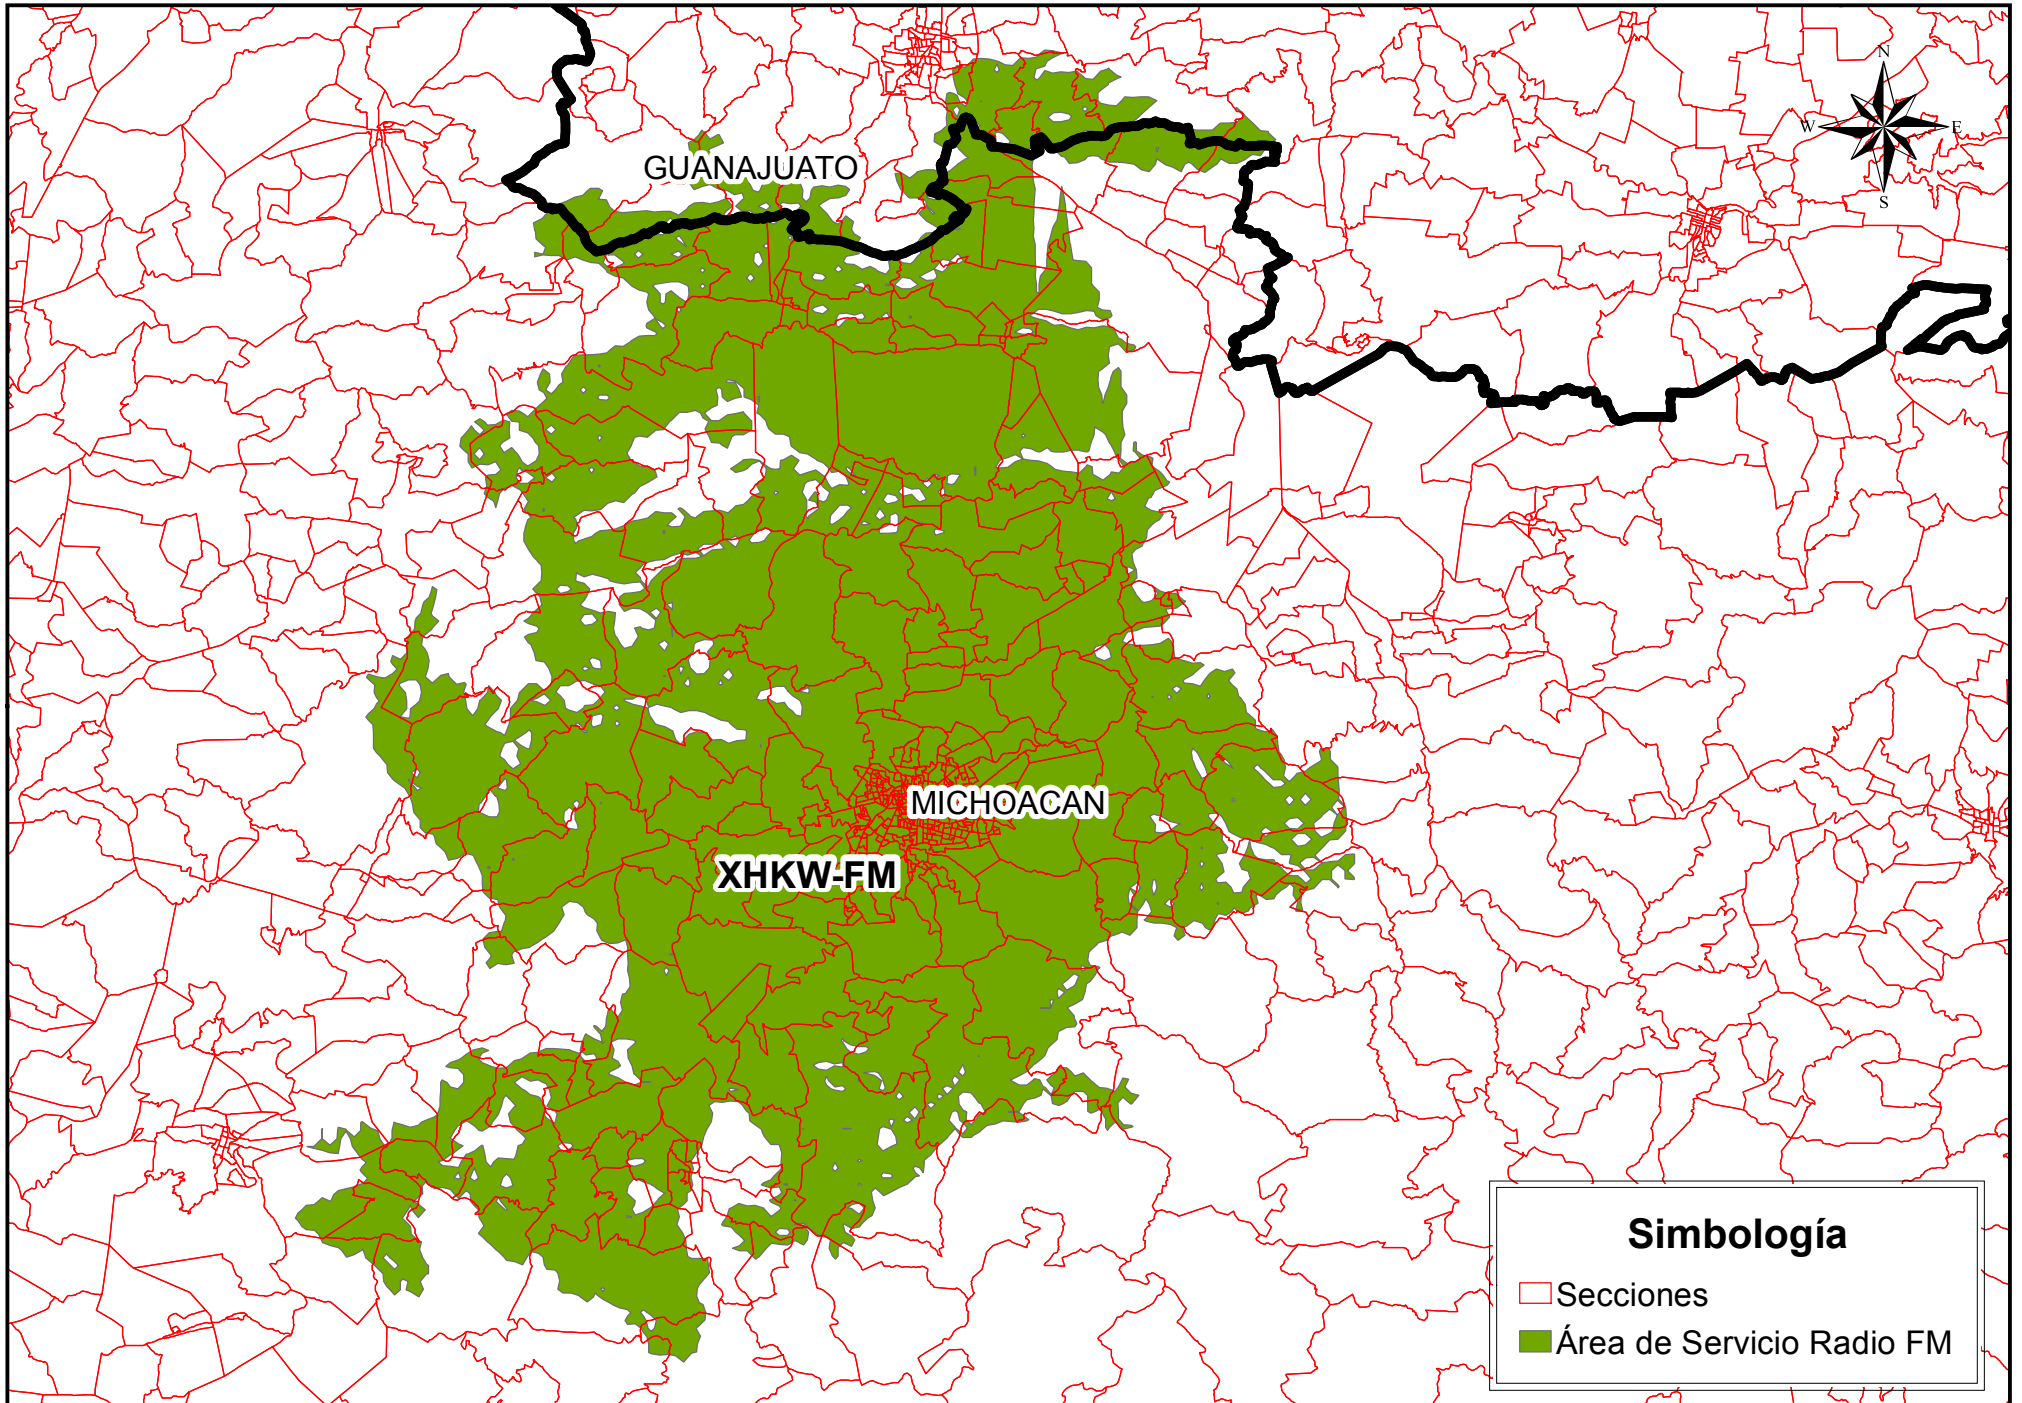 N
W
E
S
GUANAJUATO
MICHOACAN
XHKW-FM
Simbología
Secciones
Área de Servicio Radio FM